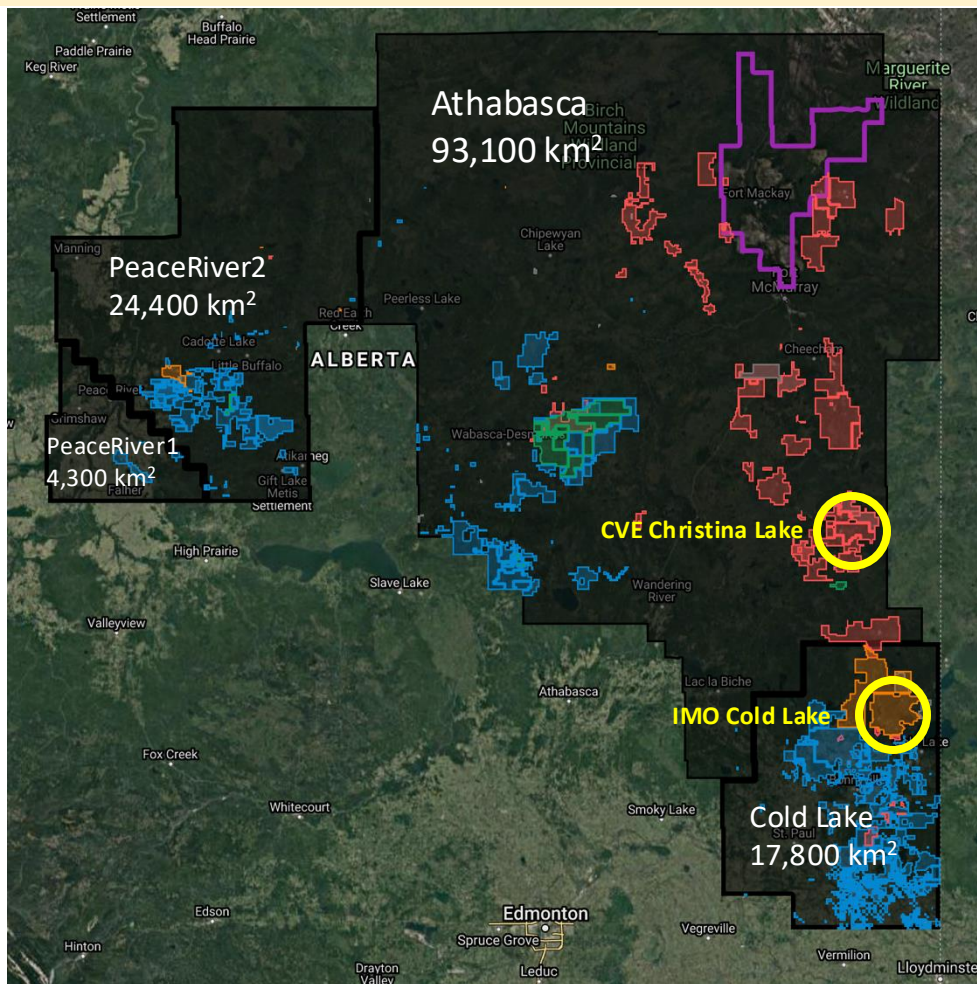 Settlement
Paddle Prairie
Keg River
Buffalo
Head Prairie
Marguerite
River
Wildland
Athabasca
93,100 km²
Birch
Mountains
Wildland
Provincial
Fort Mackay
Manning
Chipewyan
Lake
PeaceRiver2
24,400 km²
McMurray
Peerless Lake
Red Earth
Creek
Cadotte Lake
Little Buffalo
ALBERTA
Cheecham
Peace River
Grimshaw
Wabasca-Desmarais
PeaceRiver1
4,300 km²
Falher
Atikameg
Gift Lake
Metis
Settlement
CVE Christina Lake
High Prairie
Slave Lake
Wandering
River
Valleyview
Lac la Biche
Athabasca
IMO Cold Lake
Lake
Fox Creek
Whitecourt
Smoky Lake
Cold Lake
17,800 km²
St. Paul
Edson
Edmonton
Spruce Grove
Vegreville
Hinton
Vermilion
Drayton
Valley
Leduc
Lloydminste